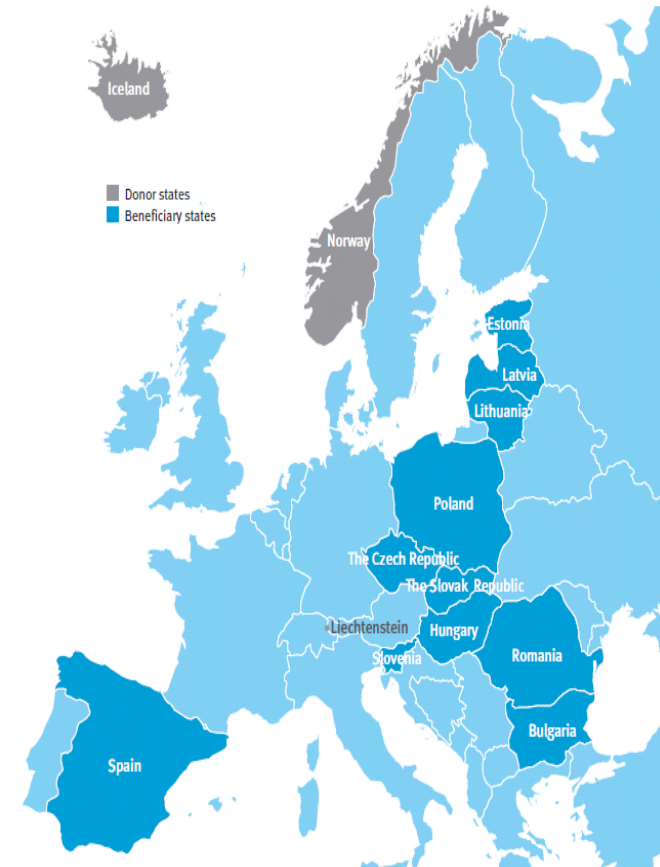 Iceland
Donor states
Beneficiary states
Norway
Estonia
Latvia
Lithuania
Poland
The Czech Republic
The Slovak Republic
Liechtenstein
Hungary
Slovenia
Romania
Bulgaria
Spain